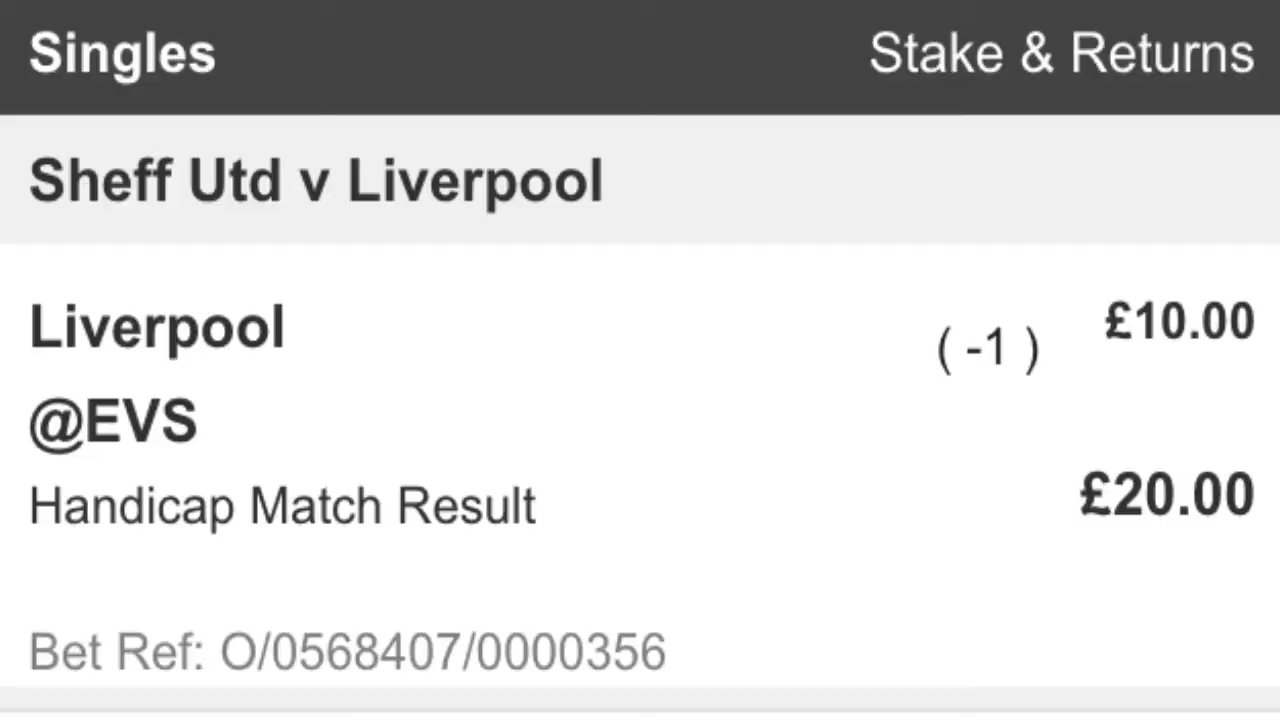 Singles Stake & Returns
Sheff Utd v Liverpool
Liverpool ( -1 ) £10.00
@EVS
Handicap Match Result £20.00
Bet Ref: O/0568407/0000356